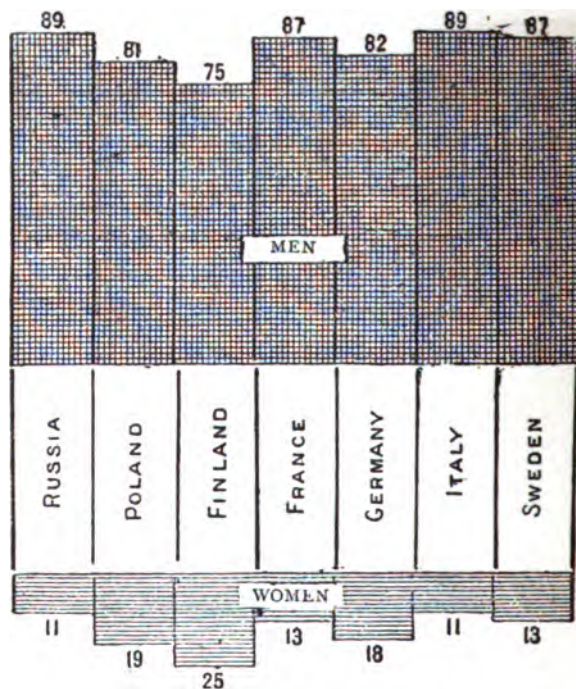 89 81 75 87 82 89 87
MEN
RUSSIA
POLAND
FINLAND
FRANCE
GERMANY
ITALY
SWEDEN
WOMEN
11 19 25 13 18 11 13